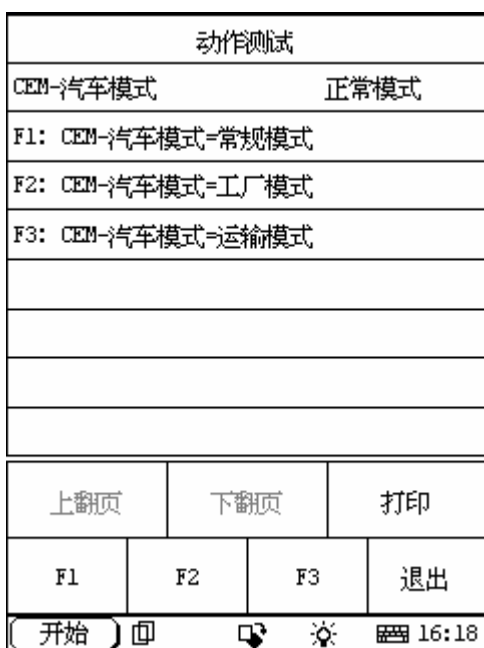 动作测试
CEM-汽车模式 正常模式
F1: CEM-汽车模式=常规模式
F2: CEM-汽车模式=工厂模式
F3: CEM-汽车模式=运输模式
上翻页 下翻页 打印
F1 F2 F3 退出
开始 16:18